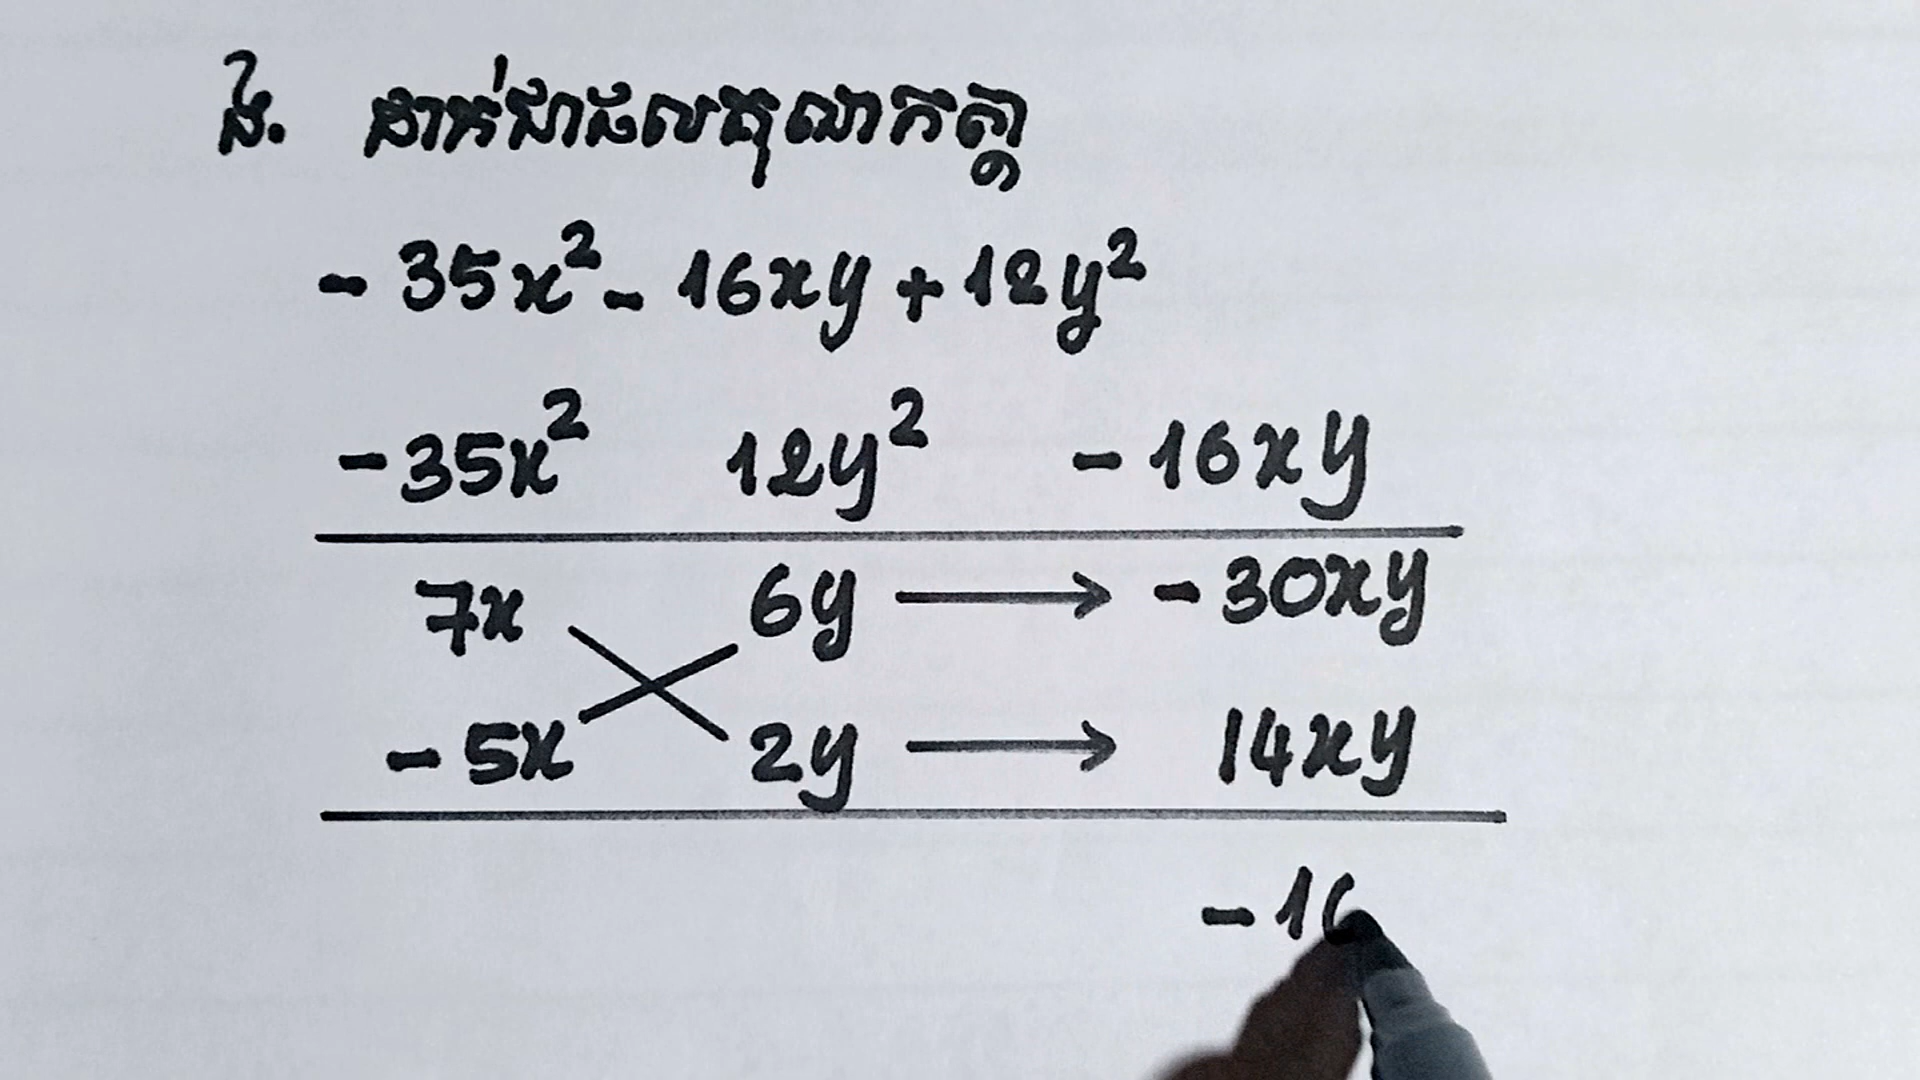 ង. ដាក់ជាផលគុណកត្តា
- 35x² - 16xy + 12y²
-35x² 12y² - 16xy
7x 6y → - 30xy
- 5x 2y → 14xy
- 16